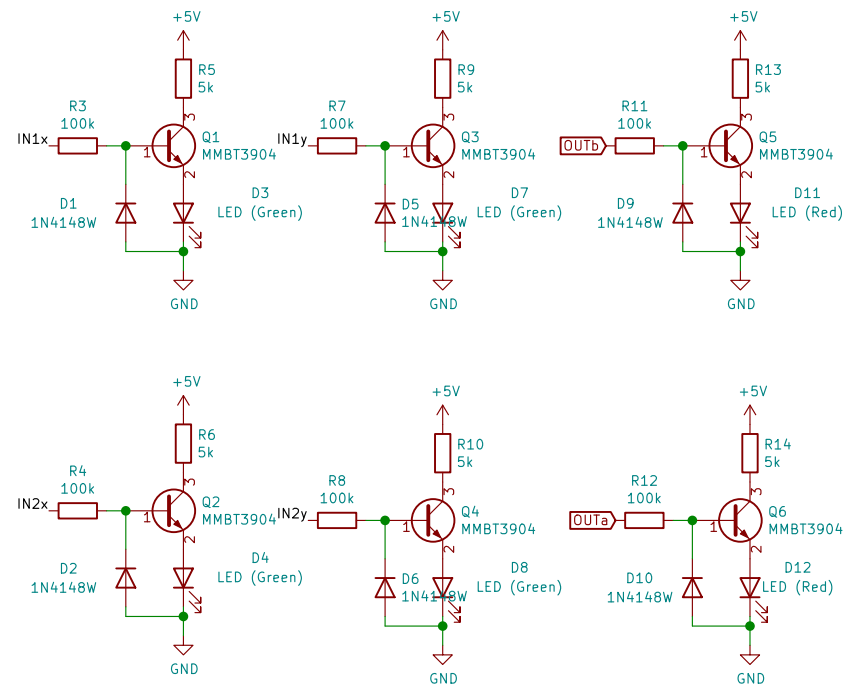 +5V
R5
5k
R3
100k
IN1x
3
1
Q1
MMBT3904
2
D1
1N4148W
D3
LED (Green)
GND
+5V
R9
5k
R7
100k
IN1y
3
1
Q3
MMBT3904
2
D5
1N4148W
D7
LED (Green)
GND
+5V
R13
5k
R11
100k
OUTb
3
1
Q5
MMBT3904
2
D9
1N4148W
D11
LED (Red)
GND
+5V
R6
5k
R4
100k
IN2x
3
1
Q2
MMBT3904
2
D2
1N4148W
D4
LED (Green)
GND
+5V
R10
5k
R8
100k
IN2y
3
1
Q4
MMBT3904
2
D6
1N4148W
D8
LED (Green)
GND
+5V
R14
5k
R12
100k
OUTa
3
1
Q6
MMBT3904
2
D10
1N4148W
D12
LED (Red)
GND